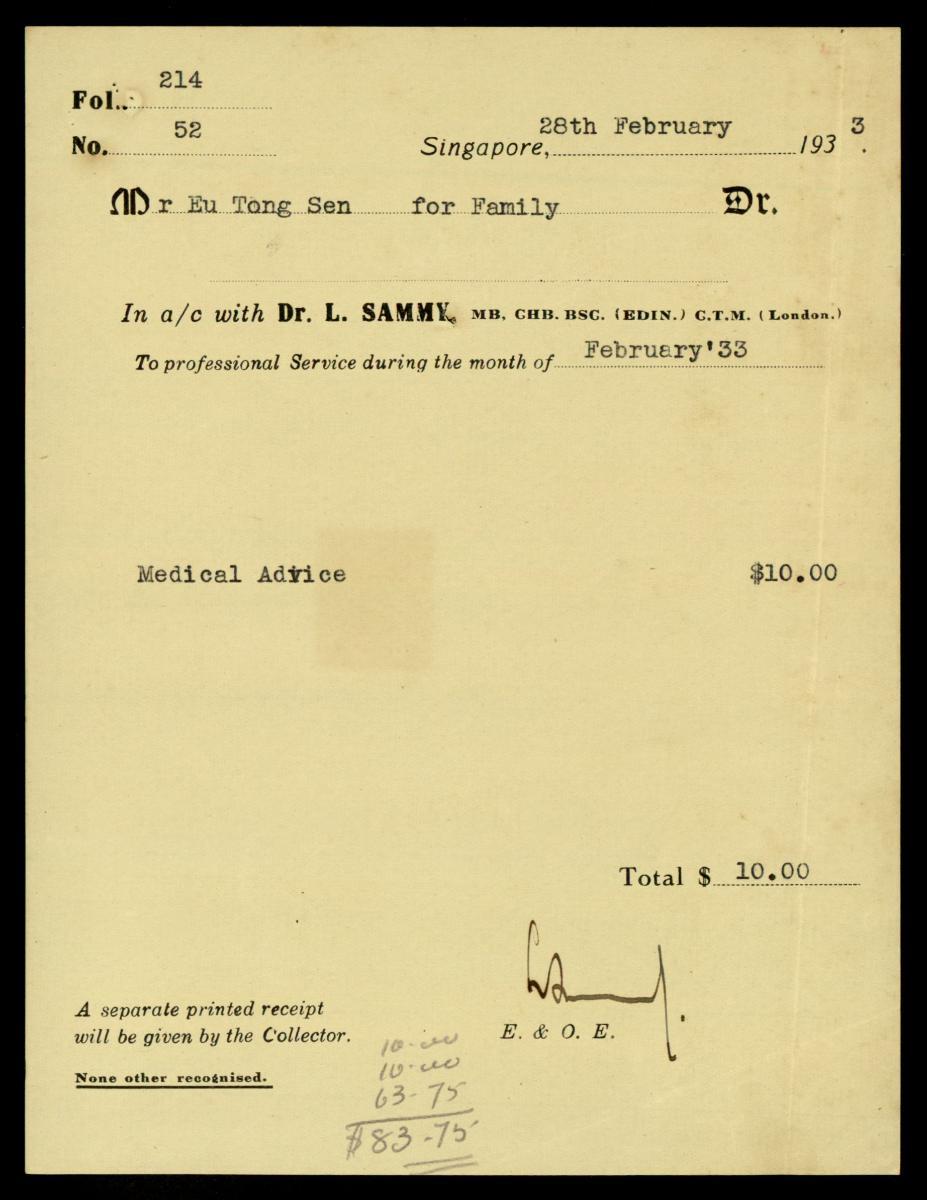 Fol... 214
No. 52
Singapore, 28th February 193 3.
Mr Eu Tong Sen for Family Dr.
In a/c with Dr. L. SAMMY, MB, CHB. BSC. (EDIN.) C.T.M. (London.)
To professional Service during the month of February'33
Medical Advice $10.00
Total $ 10.00
A separate printed receipt
will be given by the Collector.
E. & O. E.
None other recognised.
10-00
10-00
63-75
$83-75